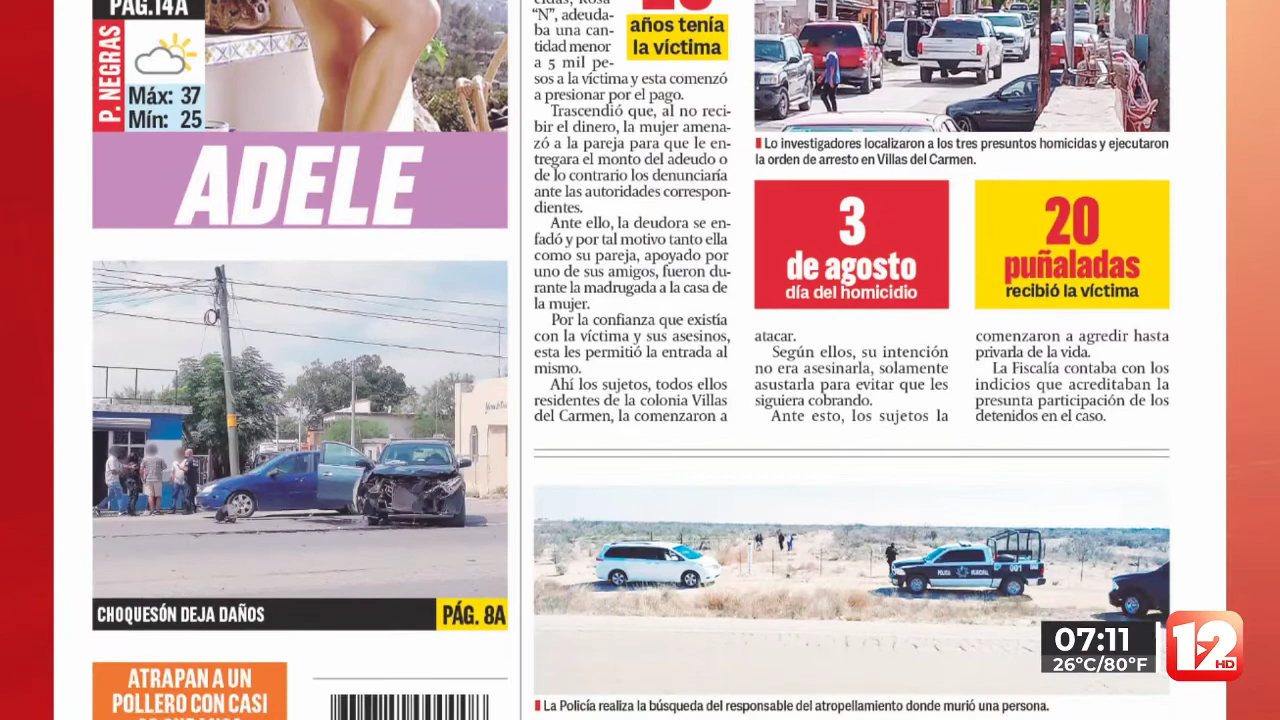 PÁG.14A
P. NEGRAS
Máx: 37
Mín: 25
ADELE
CHOQUESÓN DEJA DAÑOS
PÁG. 8A
ATRAPAN A UN
POLLERO CON CASI
"N", adeuda-
ba una can-
tidad menor
a 5 mil pe-
sos a la víctima y esta comenzó
a presionar por el pago.
Trascendió que, al no reci-
bir el dinero, la mujer amena-
zó a la pareja para que le en-
tregara el monto del adeudo o
de lo contrario los denunciaría
ante las autoridades correspon-
dientes.
Ante ello, la deudora se en-
fadó y por tal motivo tanto ella
como su pareja, apoyado por
uno de sus amigos, fueron du-
rante la madrugada a la casa de
la mujer.
Por la confianza que existía
con la víctima y sus asesinos,
esta les permitió la entrada al
mismo.
Ahí los sujetos, todos ellos
residentes de la colonia Villas
del Carmen, la comenzaron a
años tenía
la víctima
Lo investigadores localizaron a los tres presuntos homicidas y ejecutaron
la orden de arresto en Villas del Carmen.
3
de agosto
día del homicidio
20
puñaladas
recibió la víctima
atacar.
Según ellos, su intención
no era asesinarla, solamente
asustarla para evitar que les
siguiera cobrando.
Ante esto, los sujetos la
comenzaron a agredir hasta
privarla de la vida.
La Fiscalía contaba con los
indicios que acreditaban la
presunta participación de los
detenidos en el caso.
POLICÍA MUNICIPAL
001
La Policía realiza la búsqueda del responsable del atropellamiento donde murió una persona.
07:11
26°C/80°F
12
HD